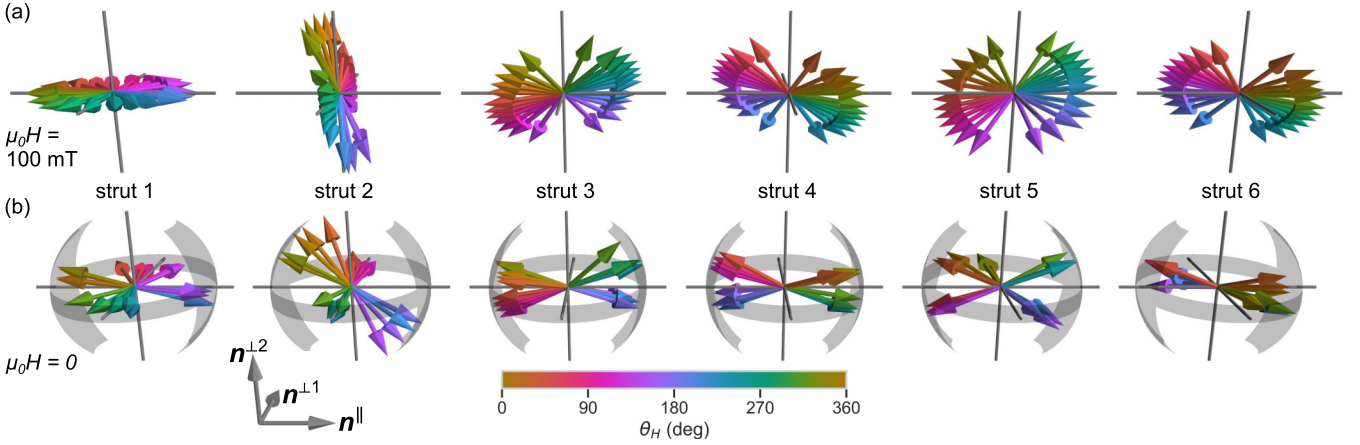 (a)
μ₀H =
100 mT
strut 1 strut 2 strut 3 strut 4 strut 5 strut 6
(b)
μ₀H = 0
n⊥2
n⊥1
n∥
0 90 180 270 360
θ_H (deg)